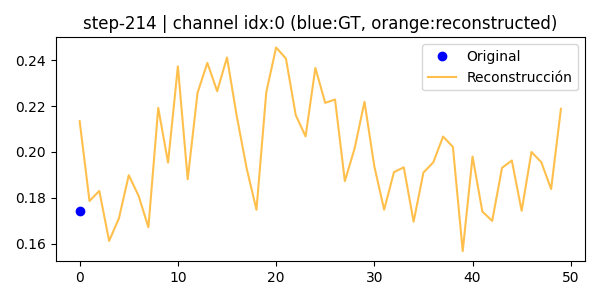 step-214 | channel idx:0 (blue:GT, orange:reconstructed)
Original
Reconstrucción
0.24
0.22
0.20
0.18
0.16
0 10 20 30 40 50